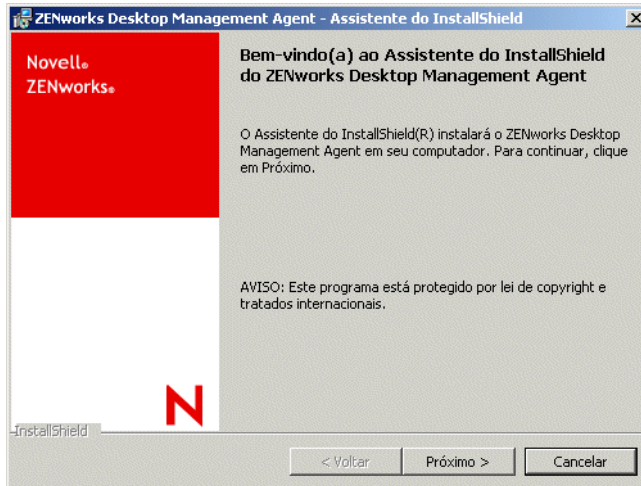 ZENworks Desktop Management Agent - Assistente do InstallShield
Novell®
ZENworks®
Bem-vindo(a) ao Assistente do InstallShield
do ZENworks Desktop Management Agent
O Assistente do InstallShield(R) instalará o ZENworks Desktop
Management Agent em seu computador. Para continuar, clique
em Próximo.
AVISO: Este programa está protegido por lei de copyright e
tratados internacionais.
N
InstallShield
< Voltar
Próximo >
Cancelar